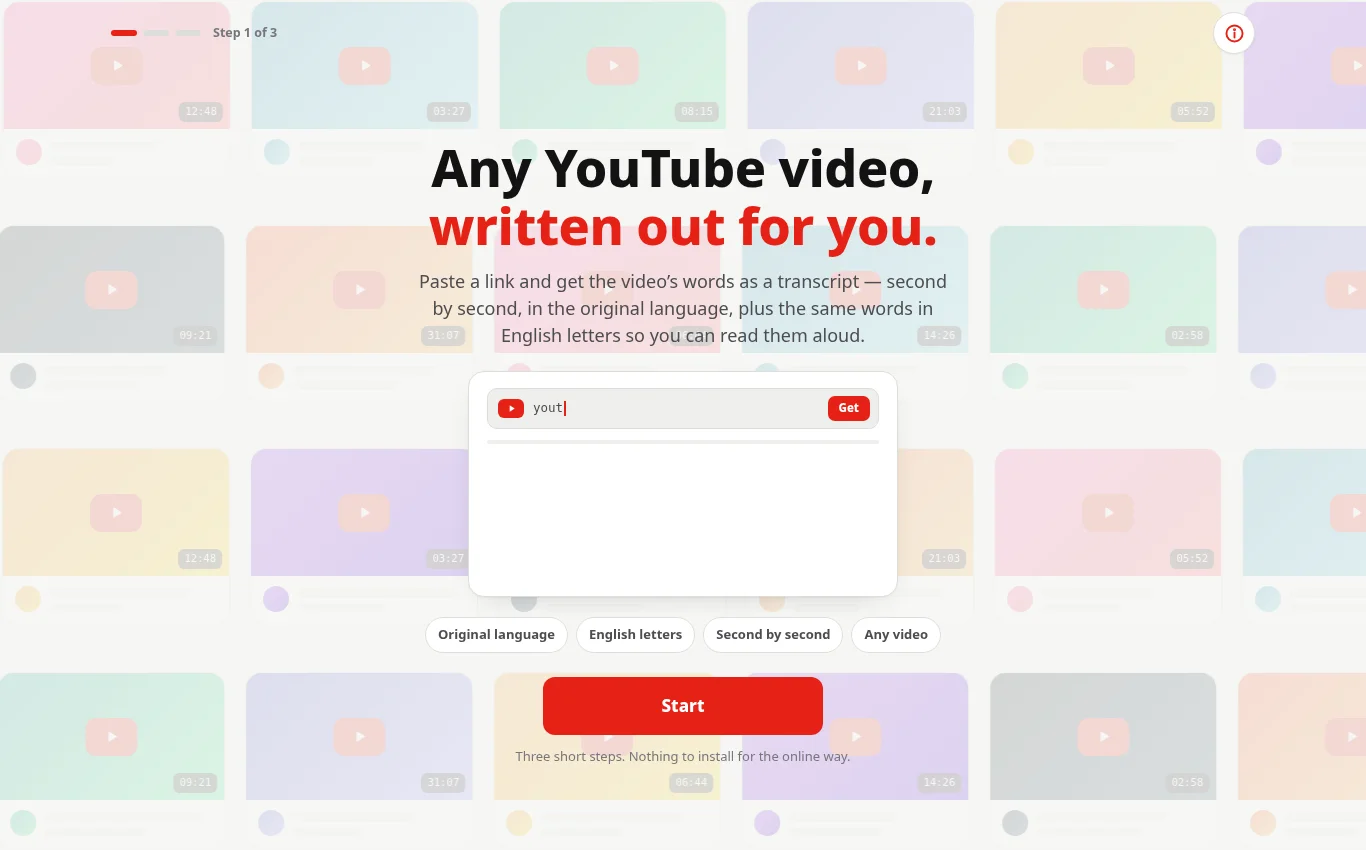 Step 1 of 3
12:48
03:27
08:15
21:03
05:52
Any YouTube video,
written out for you.
Paste a link and get the video’s words as a transcript — second
by second, in the original language, plus the same words in
English letters so you can read them aloud.
09:21
31:07
14:26
02:58
yout
Get
12:48
03:27
21:03
05:52
Original language
English letters
Second by second
Any video
Start
Three short steps. Nothing to install for the online way.
09:21
31:07
06:44
14:26
02:58